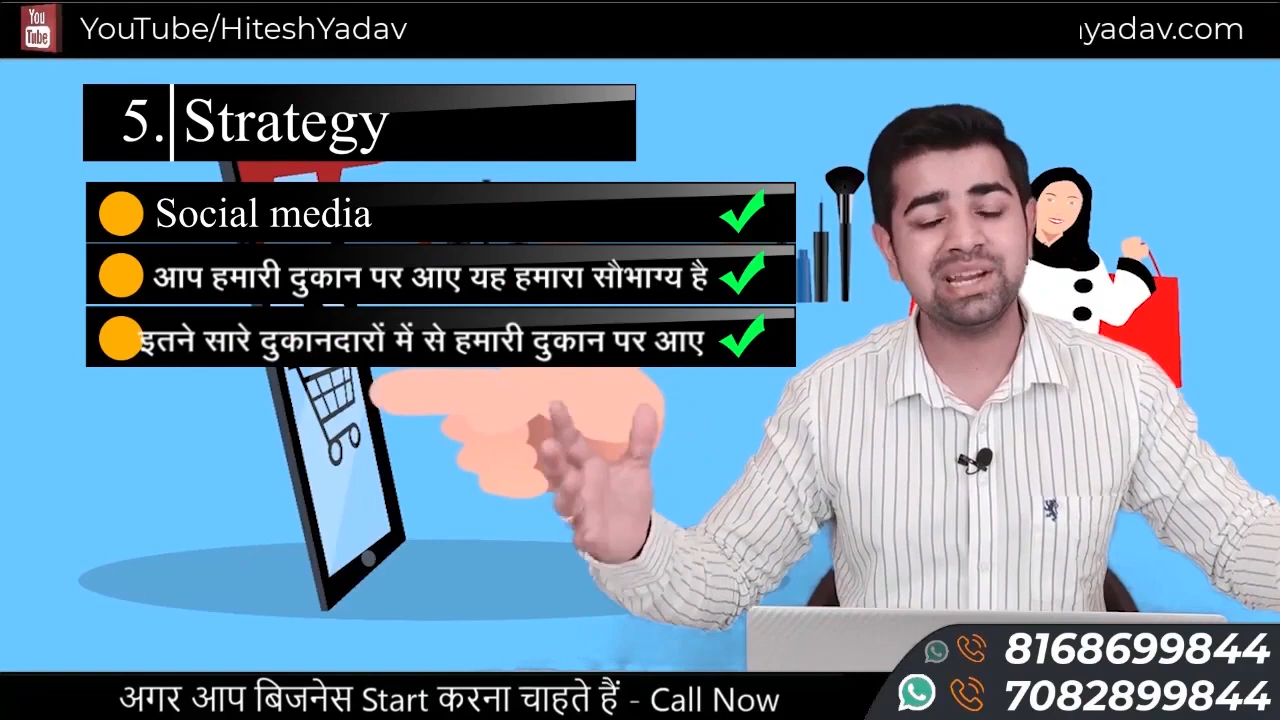 You
Tube
YouTube/HiteshYadav
yadav.com
5. Strategy
Social media
आप हमारी दुकान पर आए यह हमारा सौभाग्य है
इतने सारे दुकानदारों में से हमारी दुकान पर आए
8168699844
7082899844
अगर आप बिजनेस Start करना चाहते हैं - Call Now